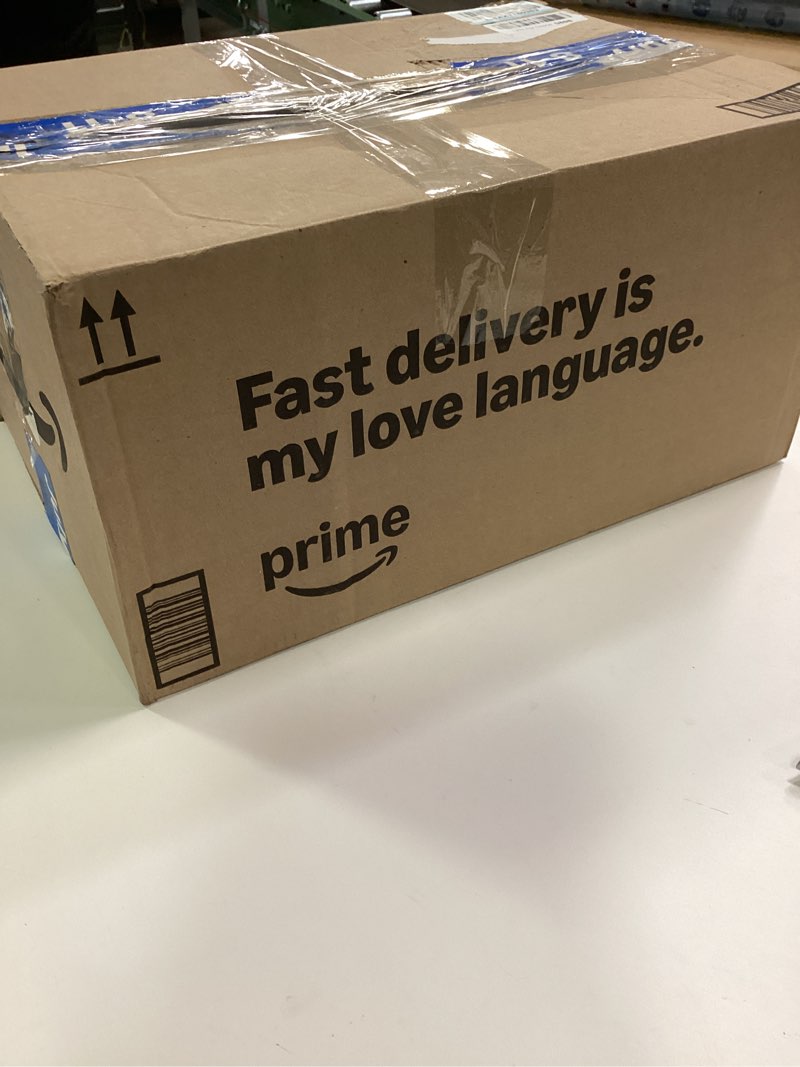 Fast delivery is
my love language.
prime